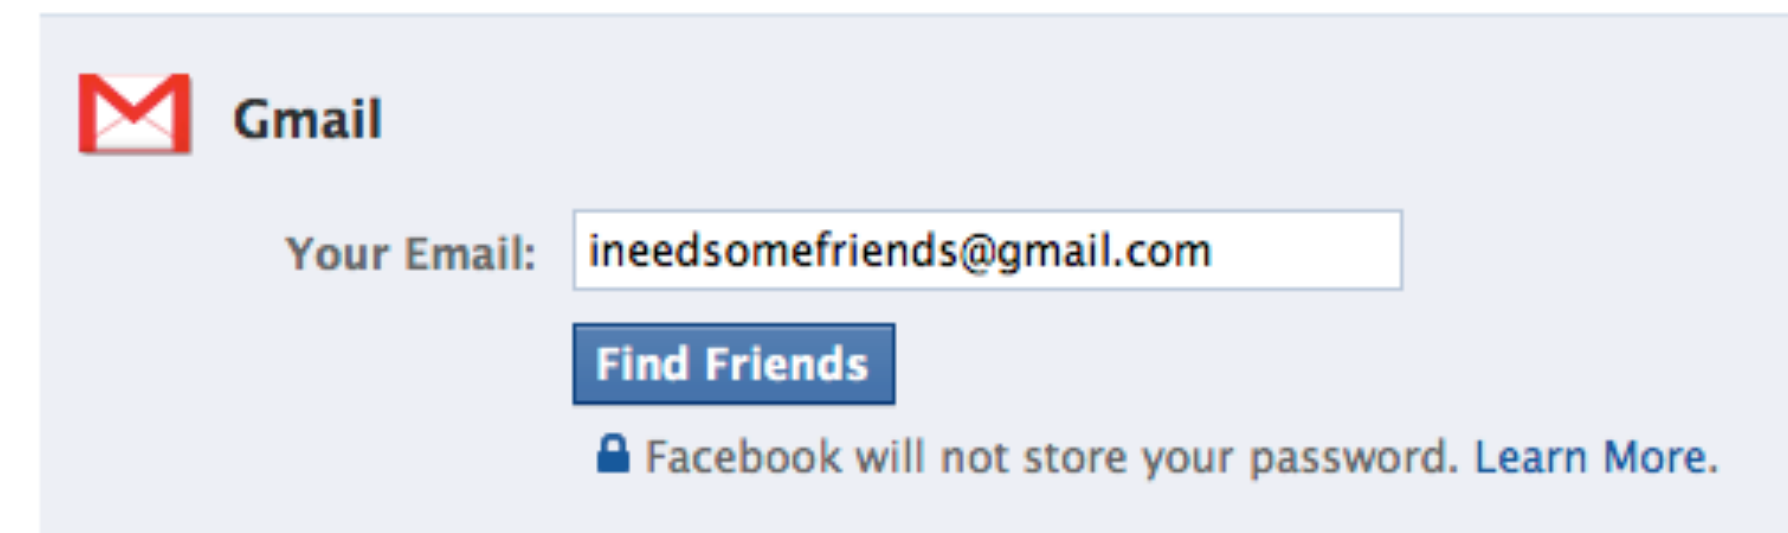 Gmail
Your Email: ineedsomefriends@gmail.com
Find Friends
Facebook will not store your password. Learn More.